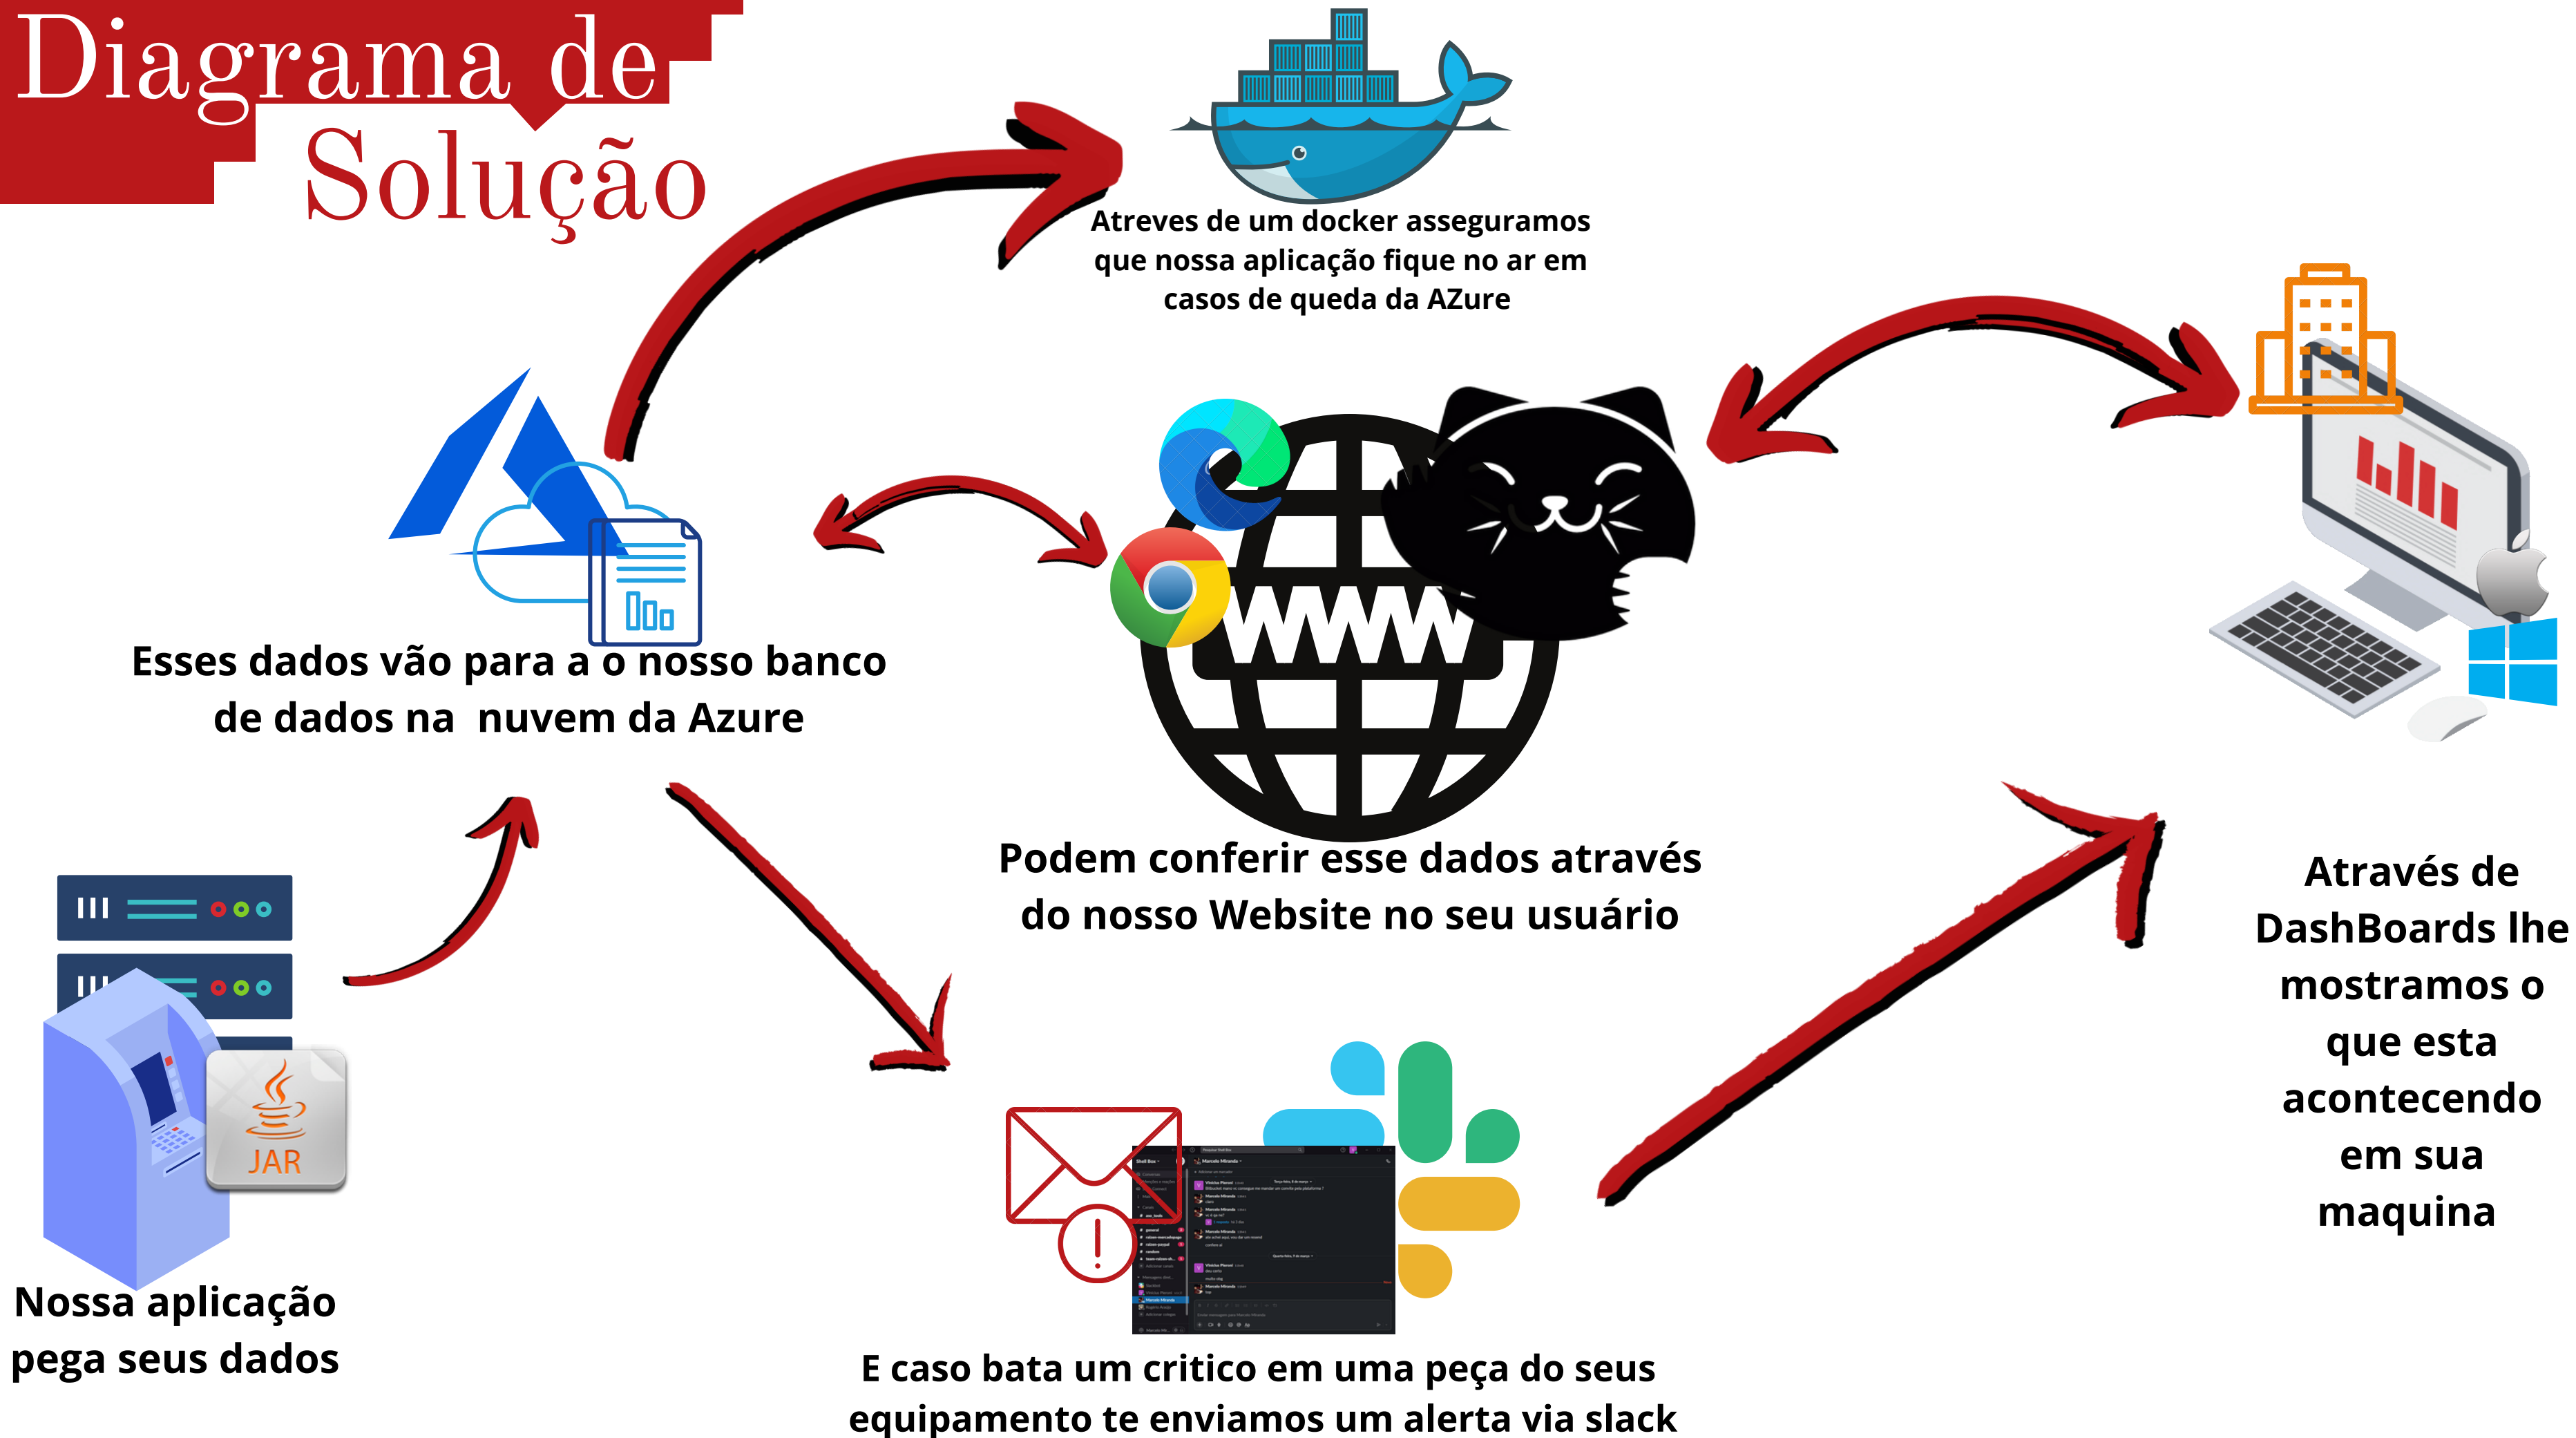 Diagrama de
Solução
Atreves de um docker asseguramos
que nossa aplicação fique no ar em
casos de queda da AZure
Esses dados vão para a o nosso banco
de dados na  nuvem da Azure
www
Podem conferir esse dados através
do nosso Website no seu usuário
Através de
DashBoards lhe
mostramos o
que esta
acontecendo
em sua
maquina
JAR
Nossa aplicação
pega seus dados
Shell Box
Marcelo Miranda
E caso bata um critico em uma peça do seus
equipamento te enviamos um alerta via slack